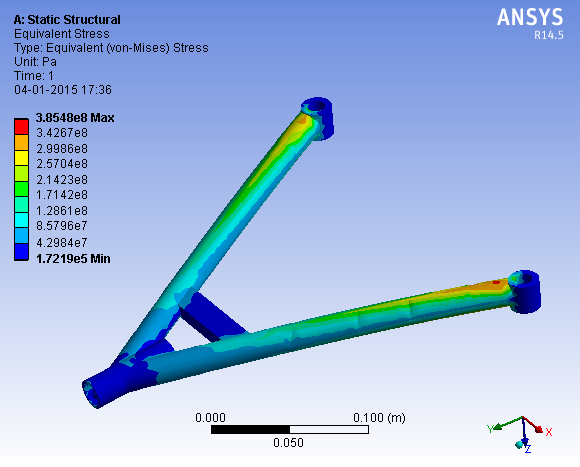 A: Static Structural
Equivalent Stress
Type: Equivalent (von-Mises) Stress
Unit: Pa
Time: 1
04-01-2015 17:36
ANSYS
R14.5
3.8548e8 Max
3.4267e8
2.9986e8
2.5704e8
2.1423e8
1.7142e8
1.2861e8
8.5796e7
4.2984e7
1.7219e5 Min
0.000
0.100 (m)
0.050
Y
X
Z